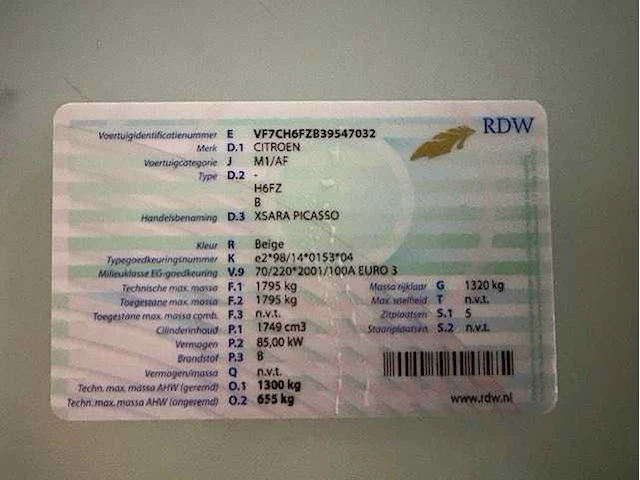 RDW
Voertuigidentificatienummer E VF7CH6FZB39547032
Merk D.1 CITROEN
Voertuigcategorie J M1/AF
Type D.2 -
H6FZ
B
Handelsbenaming D.3 XSARA PICASSO
Kleur R Beige
Typegoedkeuringsnummer K e2*98/14*0153*04
Milieuklasse EG-goedkeuring V.9 70/220*2001/100A EURO 3
Technische max. massa F.1 1795 kg Massa rijklaar G 1320 kg
Toegestane max. massa F.2 1795 kg Max. snelheid T n.v.t.
Toegestane max. massa comb. F.3 n.v.t. Zitplaatsen S.1 5
Cilinderinhoud P.1 1749 cm3 Staanplaatsen S.2 n.v.t.
Vermogen P.2 85,00 kW
Brandstof P.3 B
Vermogen/massa Q n.v.t.
Techn. max. massa AHW (geremd) O.1 1300 kg
Techn. max. massa AHW (ongeremd) O.2 655 kg
www.rdw.nl